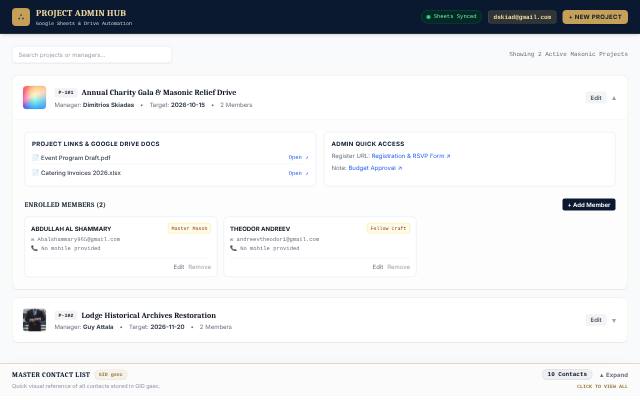 PROJECT ADMIN HUB
Google Sheets & Drive Automation
Sheets Synced
dskiad@gmail.com
+ NEW PROJECT
Search projects or managers...
Showing 2 Active Masonic Projects
P-101 Annual Charity Gala & Masonic Relief Drive
Manager: Dimitrios Skiadas • Target: 2026-10-15 • 2 Members
Edit ▲
PROJECT LINKS & GOOGLE DRIVE DOCS
Event Program Draft.pdf Open ↗
Catering Invoices 2026.xlsx Open ↗
ADMIN QUICK ACCESS
Register URL: Registration & RSVP Form ↗
Note: Budget Approval ↗
ENROLLED MEMBERS (2)
+ Add Member
ABDULLAH AL SHAMMARY Master Mason
Abalshammary965@gmail.com
No mobile provided
Edit Remove
THEODOR ANDREEV Fellow Craft
andreevtheodor1@gmail.com
No mobile provided
Edit Remove
P-102 Lodge Historical Archives Restoration
Manager: Guy Attala • Target: 2026-11-20 • 2 Members
Edit ▼
MASTER CONTACT LIST
Quick visual reference of all contacts stored in GID
10 Contacts ▲ Expand
CLICK TO VIEW ALL